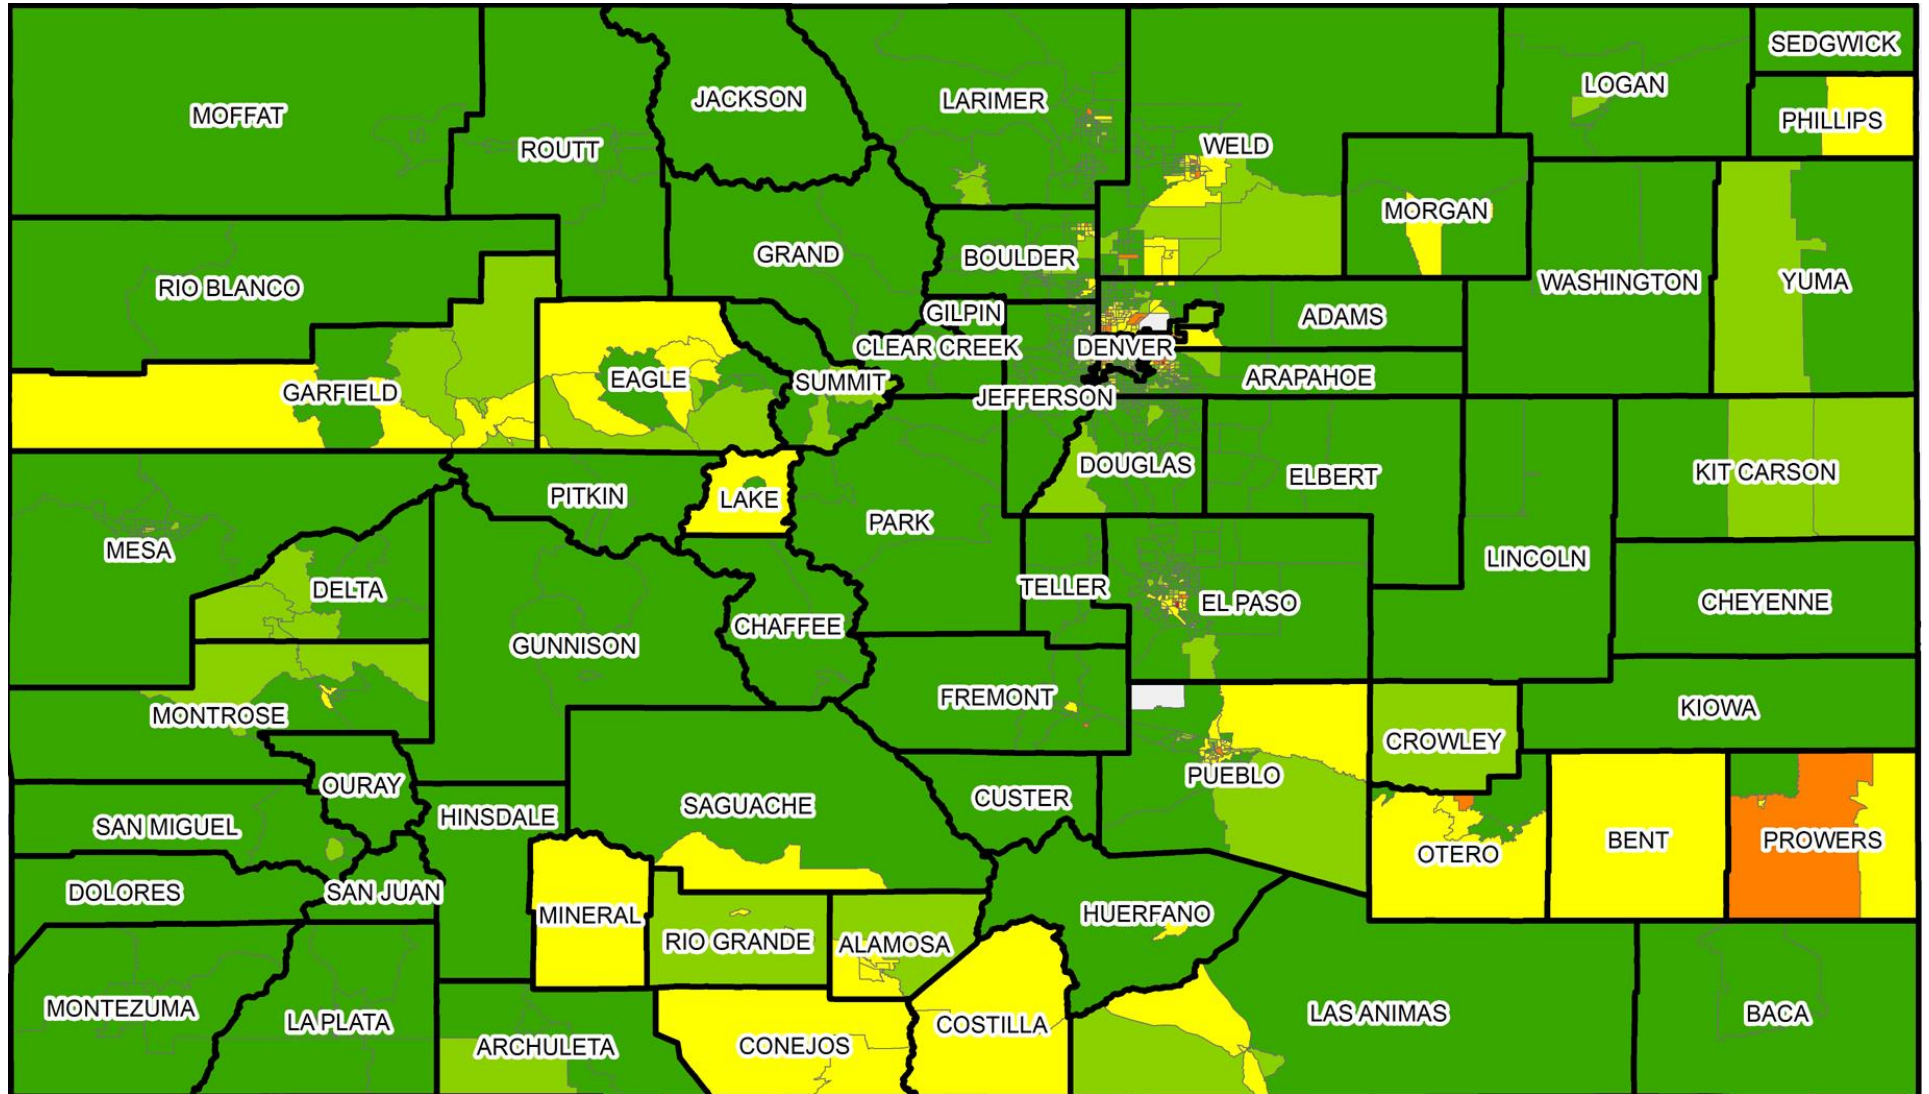 SEDGWICK
LOGAN
JACKSON
LARIMER
MOFFAT
PHILLIPS
WELD
ROUTT
MORGAN
GRAND
BOULDER
WASHINGTON
YUMA
RIO BLANCO
GILPIN
ADAMS
CLEAR CREEK
DENVER
EAGLE
SUMMIT
ARAPAHOE
GARFIELD
JEFFERSON
DOUGLAS
KIT CARSON
ELBERT
PITKIN
LAKE
PARK
MESA
LINCOLN
DELTA
TELLER
EL PASO
CHEYENNE
CHAFFEE
GUNNISON
FREMONT
KIOWA
MONTROSE
CROWLEY
PUEBLO
OURAY
CUSTER
SAGUACHE
HINSDALE
SAN MIGUEL
BENT
PROWERS
OTERO
DOLORES
SAN JUAN
MINERAL
HUERFANO
RIO GRANDE
ALAMOSA
MONTEZUMA
LAS ANIMAS
BACA
LA PLATA
COSTILLA
ARCHULETA
CONEJOS